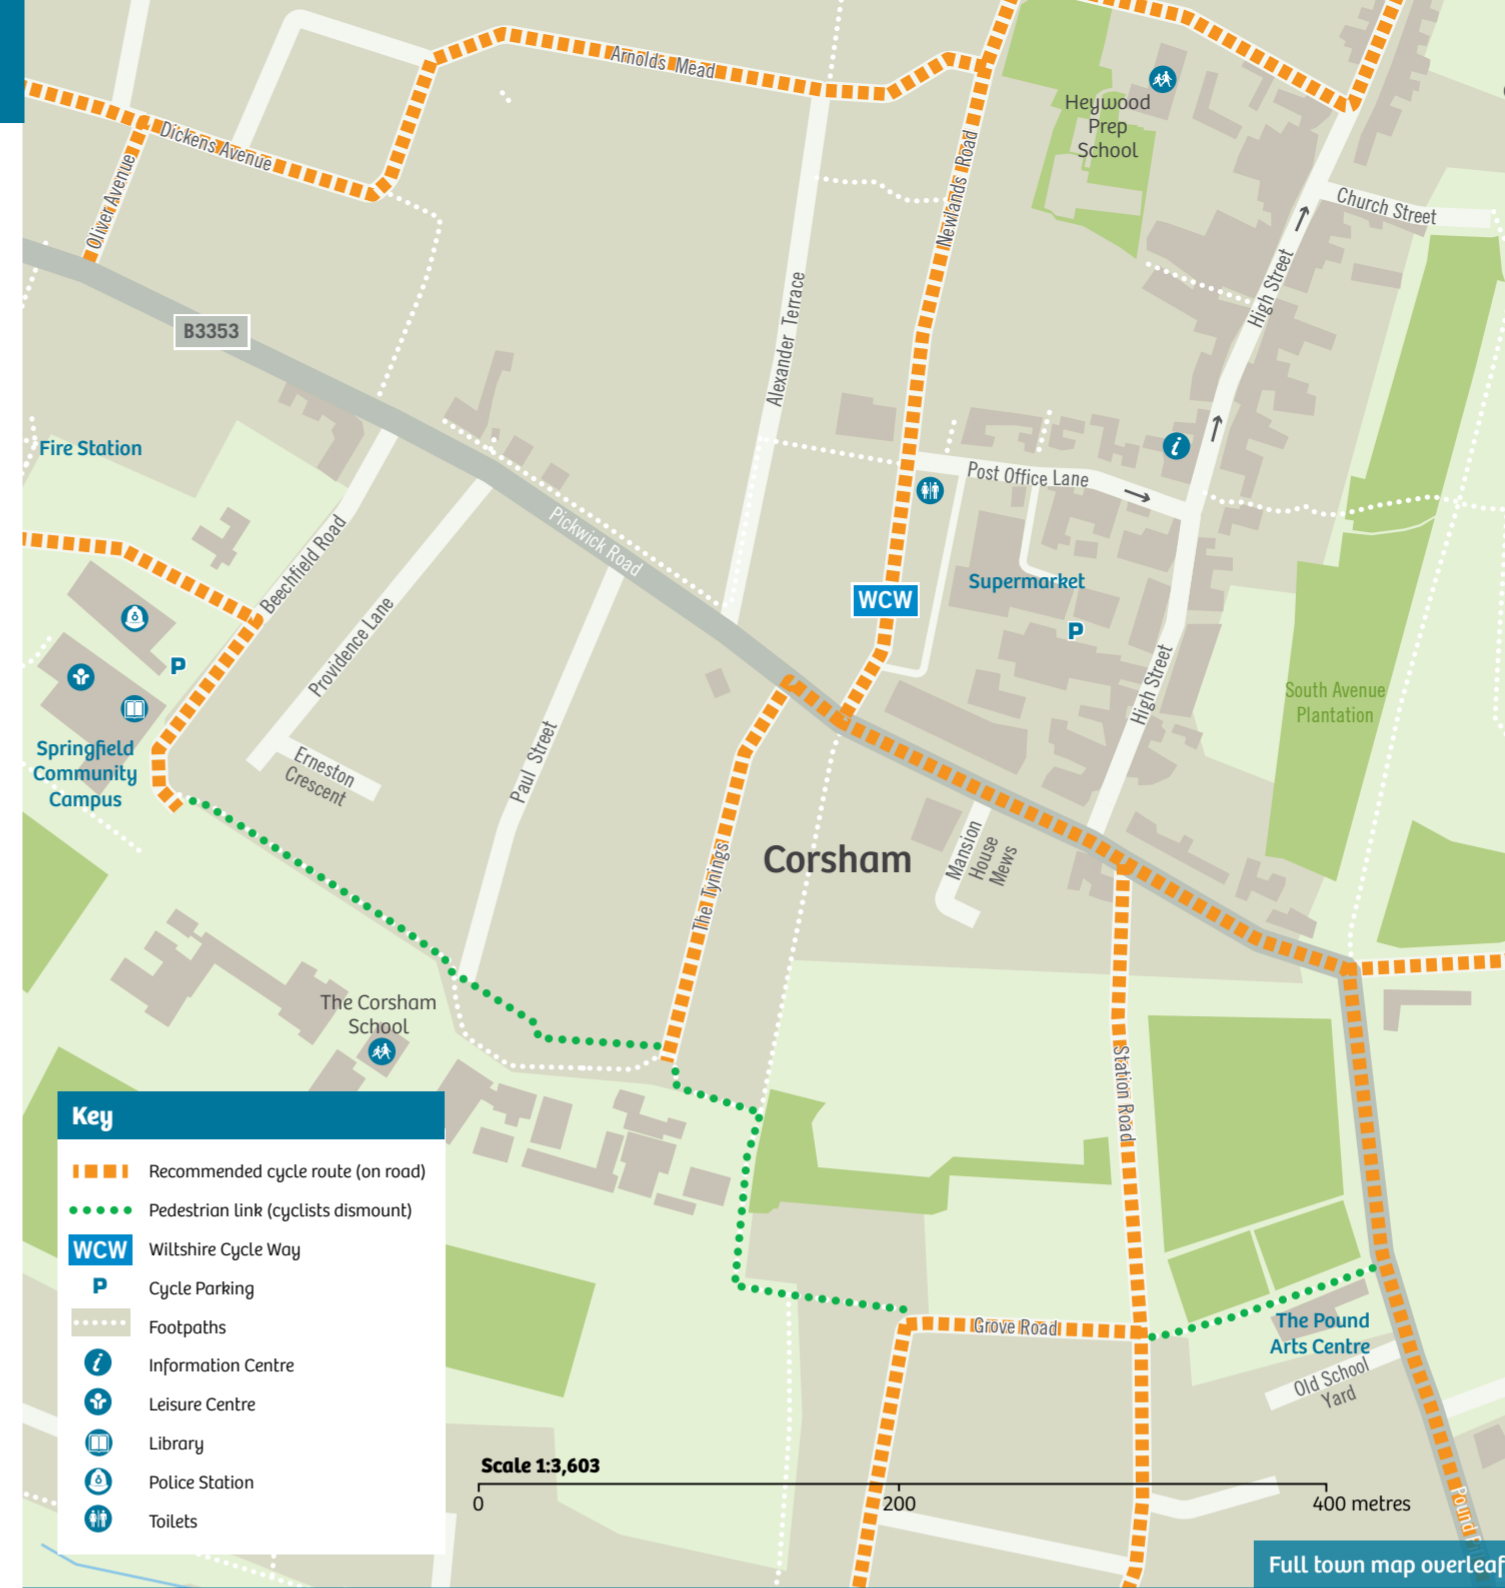 Arnolds Mead
Heywood
Prep
School
Dickens Avenue
Oliver Avenue
Newlands Road
Church Street
High Street
B3353
Alexander Terrace
Fire Station
Post Office Lane
Pickwick Road
Beechfield Road
Supermarket
WCW
P
Providence Lane
P
High Street
South Avenue
Plantation
Springfield
Community
Campus
Erneston
Crescent
Paul Street
The Tynings
Corsham
Mansion
House
Mews
The Corsham
School
Station Road
Grove Road
The Pound
Arts Centre
Old School
Yard
Key
Recommended cycle route (on road)
Pedestrian link (cyclists dismount)
WCW Wiltshire Cycle Way
P Cycle Parking
Footpaths
i Information Centre
Leisure Centre
Library
Police Station
Toilets
Scale 1:3,603
0 200 400 metres
Pound
Full town map overleaf